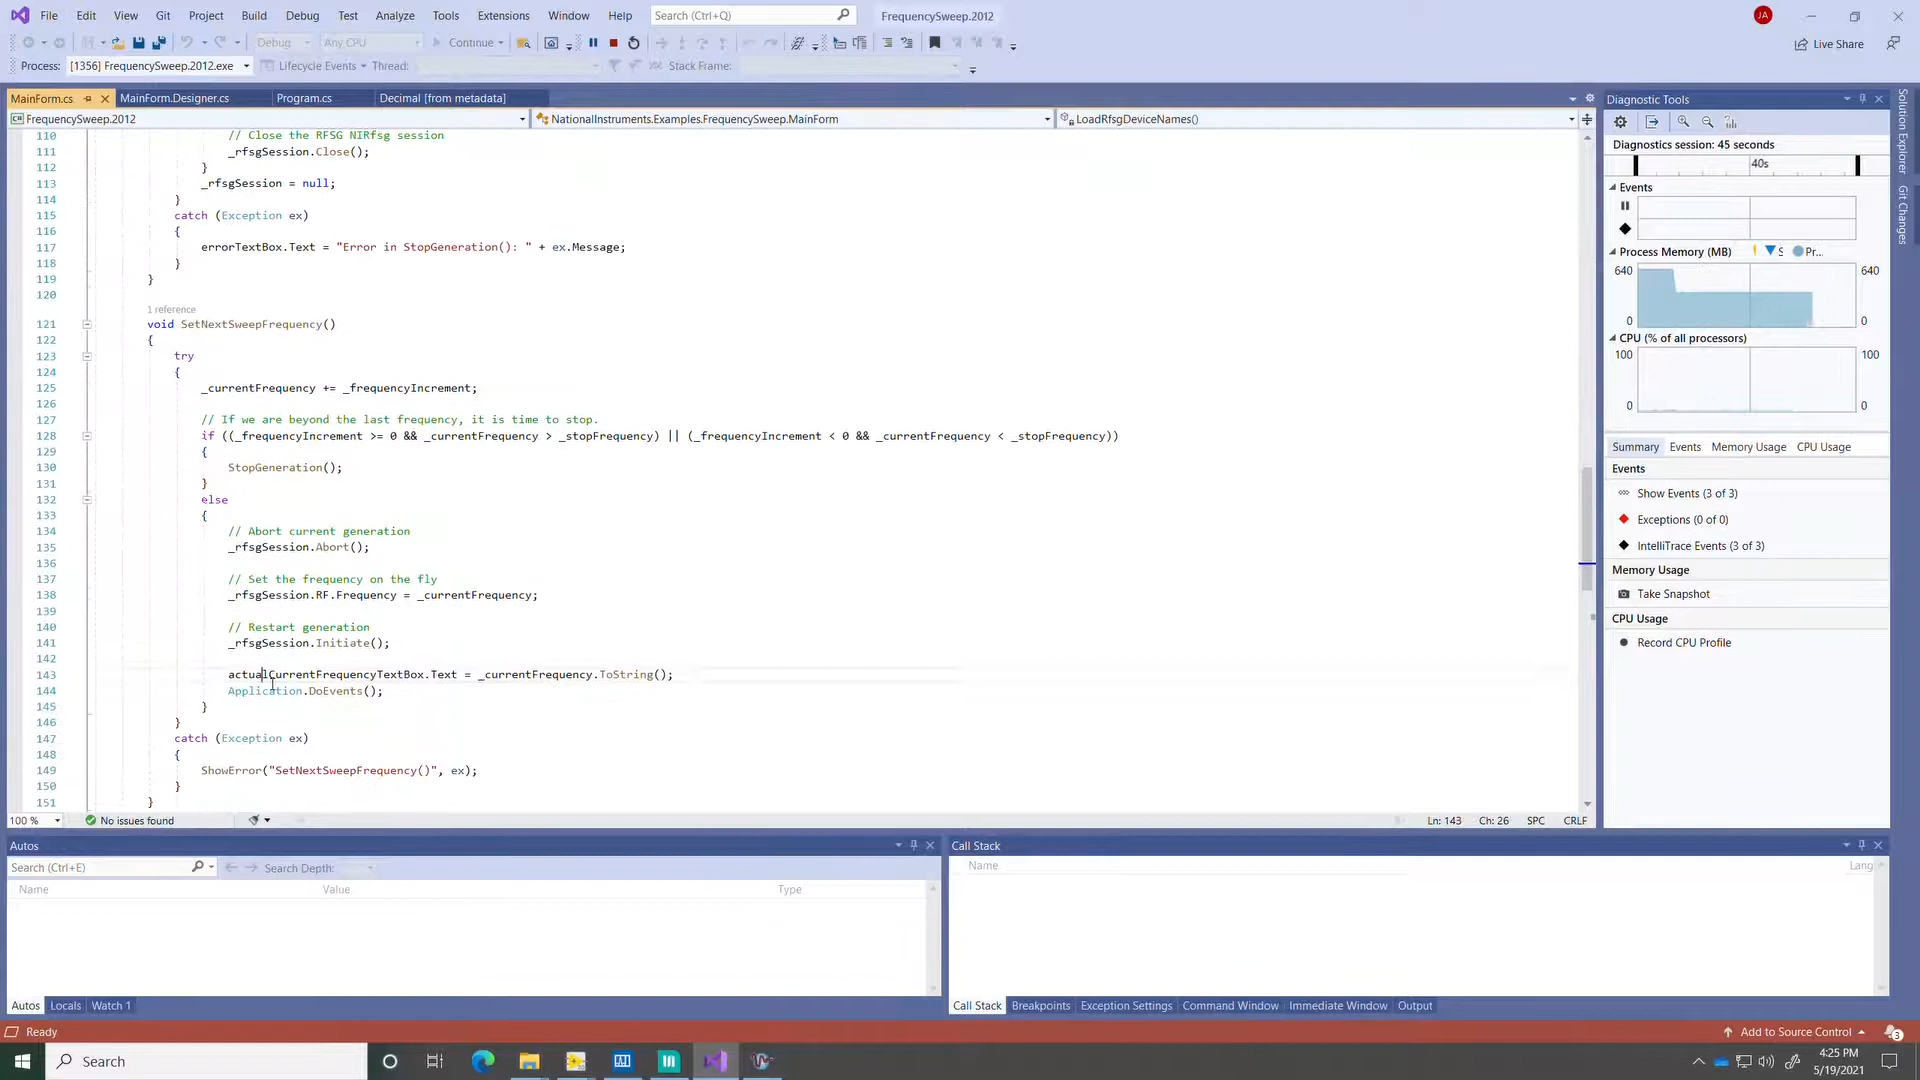 File Edit View Git Project Build Debug Test Analyze Tools Extensions Window Help Search (Ctrl+Q) FrequencySweep.2012 JA
Debug Any CPU Continue Live Share
Process: [1356] FrequencySweep.2012.exe Lifecycle Events Thread: Stack Frame:
MainForm.cs MainForm.Designer.cs Program.cs Decimal [from metadata]
FrequencySweep.2012 NationalInstruments.Examples.FrequencySweep.MainForm LoadRfsgDeviceNames()
110 // Close the RFSG NIRfsg session
111 _rfsgSession.Close();
112 }
113 _rfsgSession = null;
114 }
115 catch (Exception ex)
116 {
117 errorTextBox.Text = "Error in StopGeneration(): " + ex.Message;
118 }
119 }
120
1 reference
121 void SetNextSweepFrequency()
122 {
123 try
124 {
125 _currentFrequency += _frequencyIncrement;
126
127 // If we are beyond the last frequency, it is time to stop.
128 if ((_frequencyIncrement >= 0 && _currentFrequency > _stopFrequency) || (_frequencyIncrement < 0 && _currentFrequency < _stopFrequency))
129 {
130 StopGeneration();
131 }
132 else
133 {
134 // Abort current generation
135 _rfsgSession.Abort();
136
137 // Set the frequency on the fly
138 _rfsgSession.RF.Frequency = _currentFrequency;
139
140 // Restart generation
141 _rfsgSession.Initiate();
142
143 actualCurrentFrequencyTextBox.Text = _currentFrequency.ToString();
144 Application.DoEvents();
145 }
146 }
147 catch (Exception ex)
148 {
149 ShowError("SetNextSweepFrequency()", ex);
150 }
151 }
100 % No issues found Ln: 143 Ch: 26 SPC CRLF
Diagnostic Tools
Diagnostics session: 45 seconds
40s
Events
Process Memory (MB) S Pr...
640 640
0 0
CPU (% of all processors)
100 100
0 0
Summary Events Memory Usage CPU Usage
Events
Show Events (3 of 3)
Exceptions (0 of 0)
IntelliTrace Events (3 of 3)
Memory Usage
Take Snapshot
CPU Usage
Record CPU Profile
Solution Explorer
Git Changes
Autos
Search (Ctrl+E) Search Depth:
Name Value Type
Autos Locals Watch 1
Call Stack
Name Lang
Call Stack Breakpoints Exception Settings Command Window Immediate Window Output
Ready Add to Source Control 3
Search
4:25 PM
5/19/2021